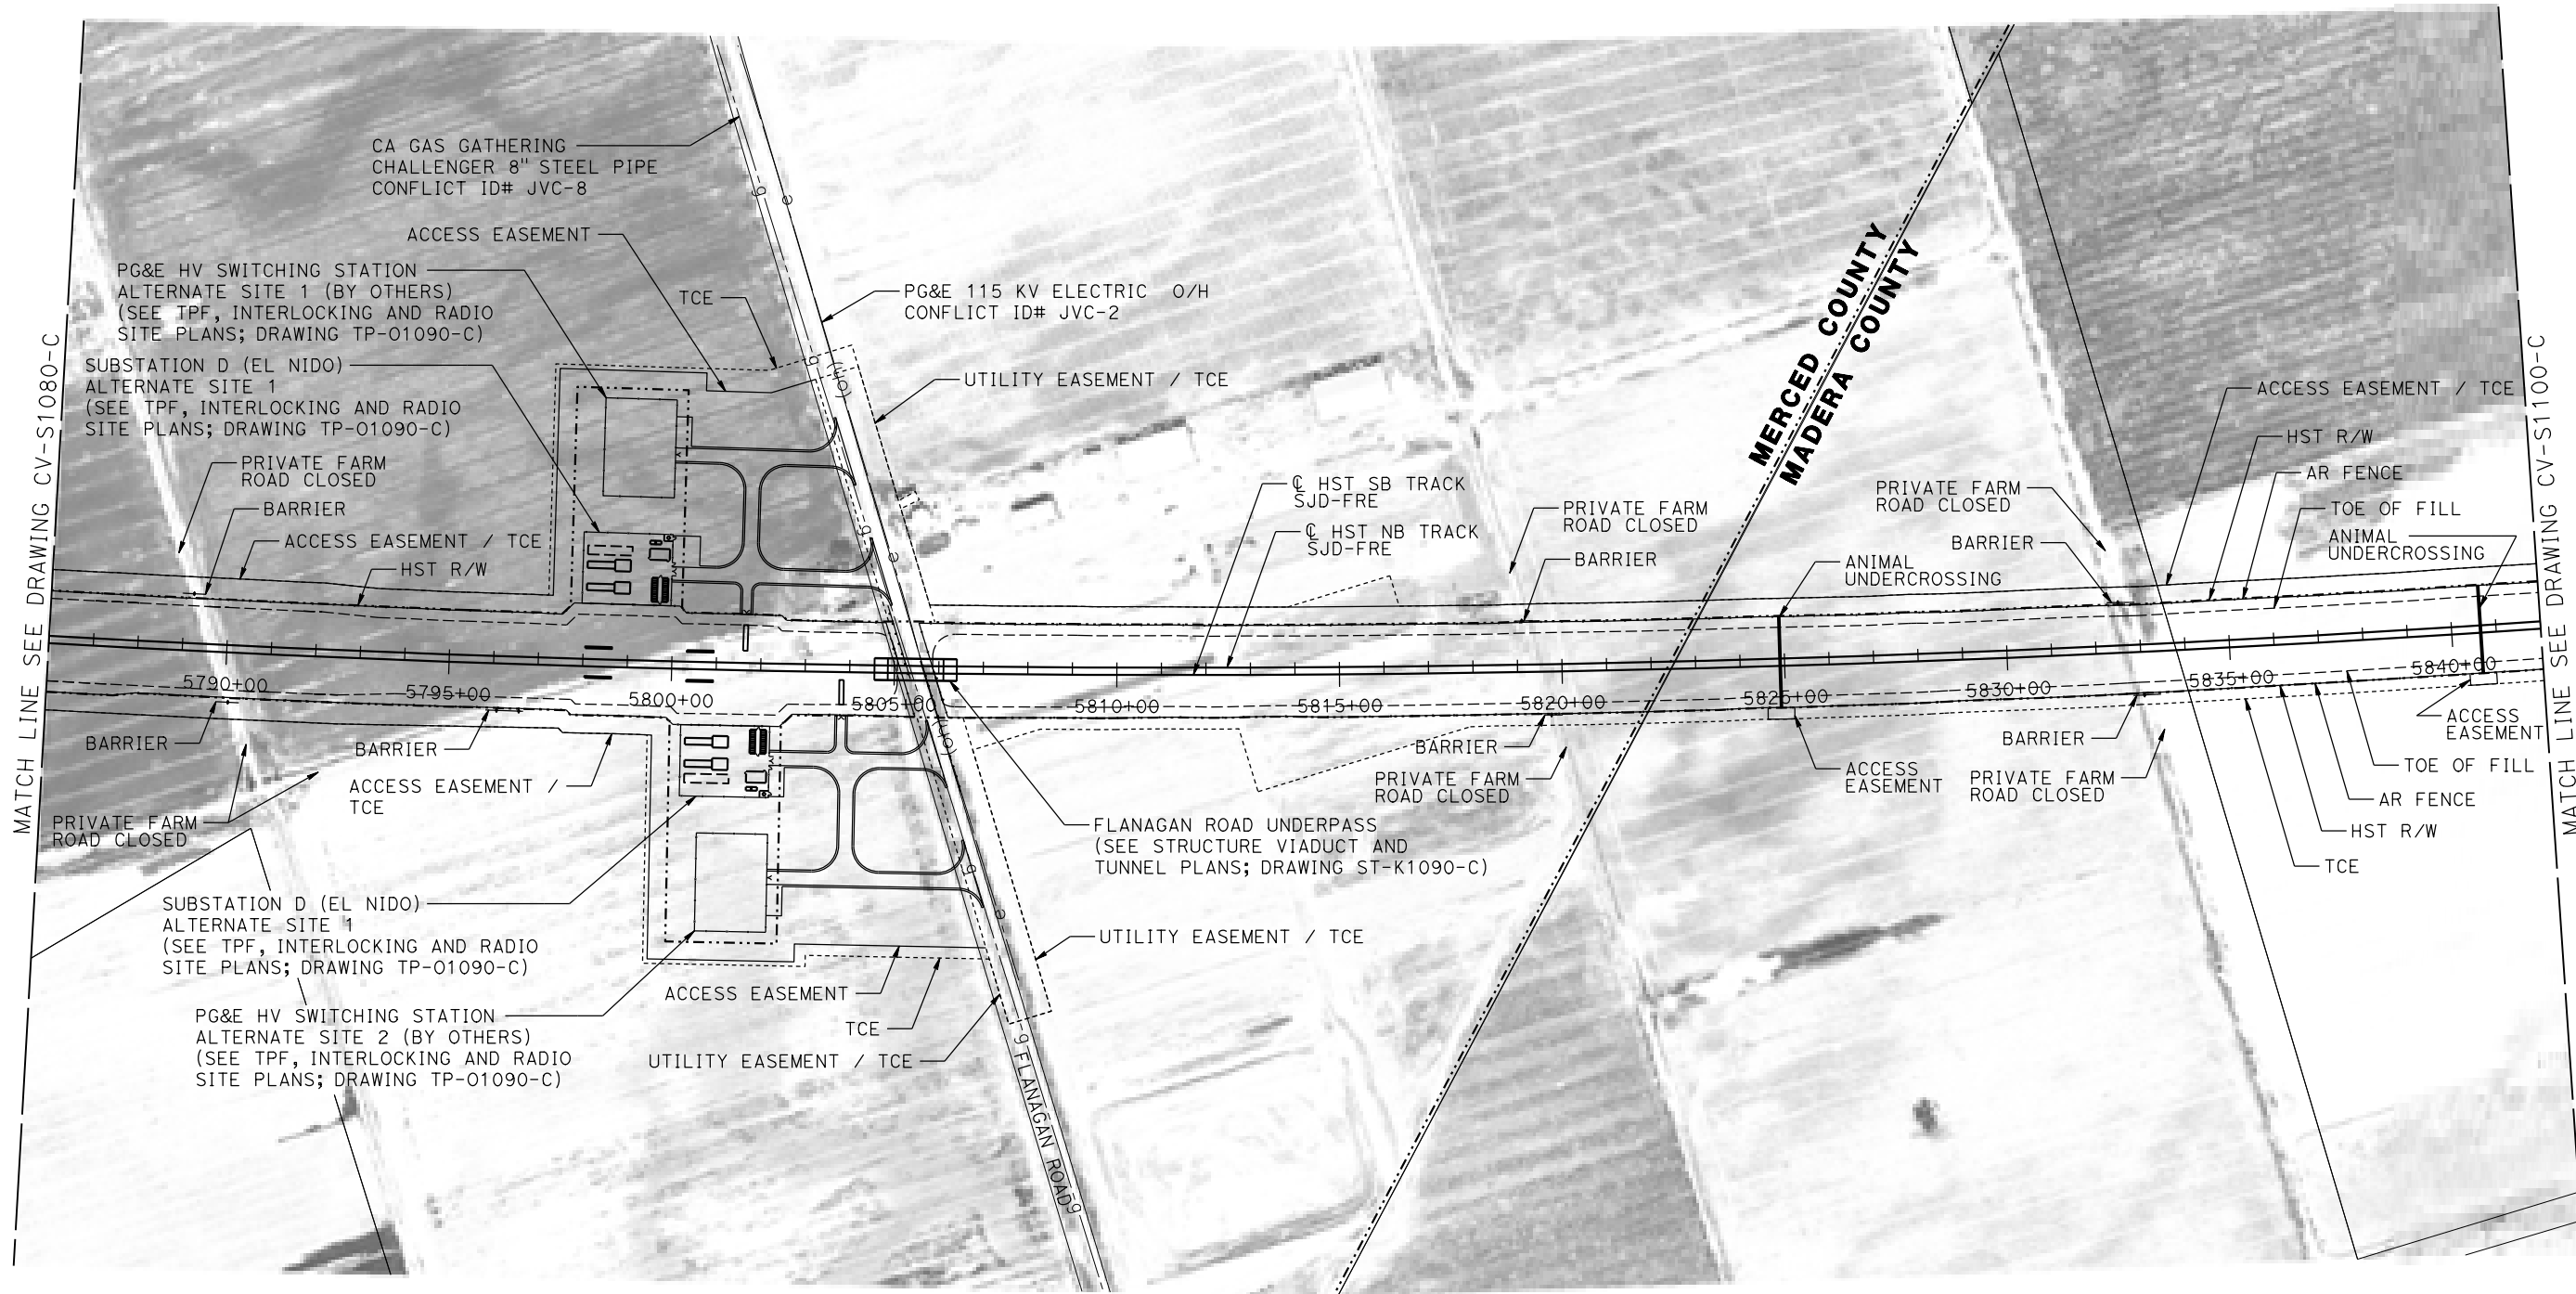 CA GAS GATHERING
CHALLENGER 8" STEEL PIPE
CONFLICT ID# JVC-8
ACCESS EASEMENT
PG&E HV SWITCHING STATION
ALTERNATE SITE 1 (BY OTHERS)
(SEE TPF, INTERLOCKING AND RADIO
SITE PLANS; DRAWING TP-01090-C)
TCE
PG&E 115 KV ELECTRIC O/H
CONFLICT ID# JVC-2
SUBSTATION D (EL NIDO)
ALTERNATE SITE 1
(SEE TPF, INTERLOCKING AND RADIO
SITE PLANS; DRAWING TP-01090-C)
UTILITY EASEMENT / TCE
MERCED COUNTY
MADERA COUNTY
MATCH LINE SEE DRAWING CV-S1080-C
MATCH LINE SEE DRAWING CV-S1100-C
PRIVATE FARM
ROAD CLOSED
BARRIER
ACCESS EASEMENT / TCE
HST R/W
g
e
g
(oh)
g
e
℄ HST SB TRACK
SJD-FRE
℄ HST NB TRACK
SJD-FRE
PRIVATE FARM
ROAD CLOSED
BARRIER
PRIVATE FARM
ROAD CLOSED
BARRIER
ANIMAL
UNDERCROSSING
ACCESS EASEMENT / TCE
HST R/W
AR FENCE
TOE OF FILL
ANIMAL
UNDERCROSSING
5790+00
5795+00
5800+00
5805+00
5810+00
5815+00
5820+00
5825+00
5830+00
5835+00
5840+00
BARRIER
BARRIER
ACCESS EASEMENT /
TCE
PRIVATE FARM
ROAD CLOSED
(oh)
BARRIER
PRIVATE FARM
ROAD CLOSED
ACCESS
EASEMENT
BARRIER
PRIVATE FARM
ROAD CLOSED
ACCESS
EASEMENT
TOE OF FILL
AR FENCE
HST R/W
TCE
FLANAGAN ROAD UNDERPASS
(SEE STRUCTURE VIADUCT AND
TUNNEL PLANS; DRAWING ST-K1090-C)
SUBSTATION D (EL NIDO)
ALTERNATE SITE 1
(SEE TPF, INTERLOCKING AND RADIO
SITE PLANS; DRAWING TP-01090-C)
g
e
UTILITY EASEMENT / TCE
ACCESS EASEMENT
TCE
UTILITY EASEMENT / TCE
PG&E HV SWITCHING STATION
ALTERNATE SITE 2 (BY OTHERS)
(SEE TPF, INTERLOCKING AND RADIO
SITE PLANS; DRAWING TP-01090-C)
g
FLANAGAN ROAD
g